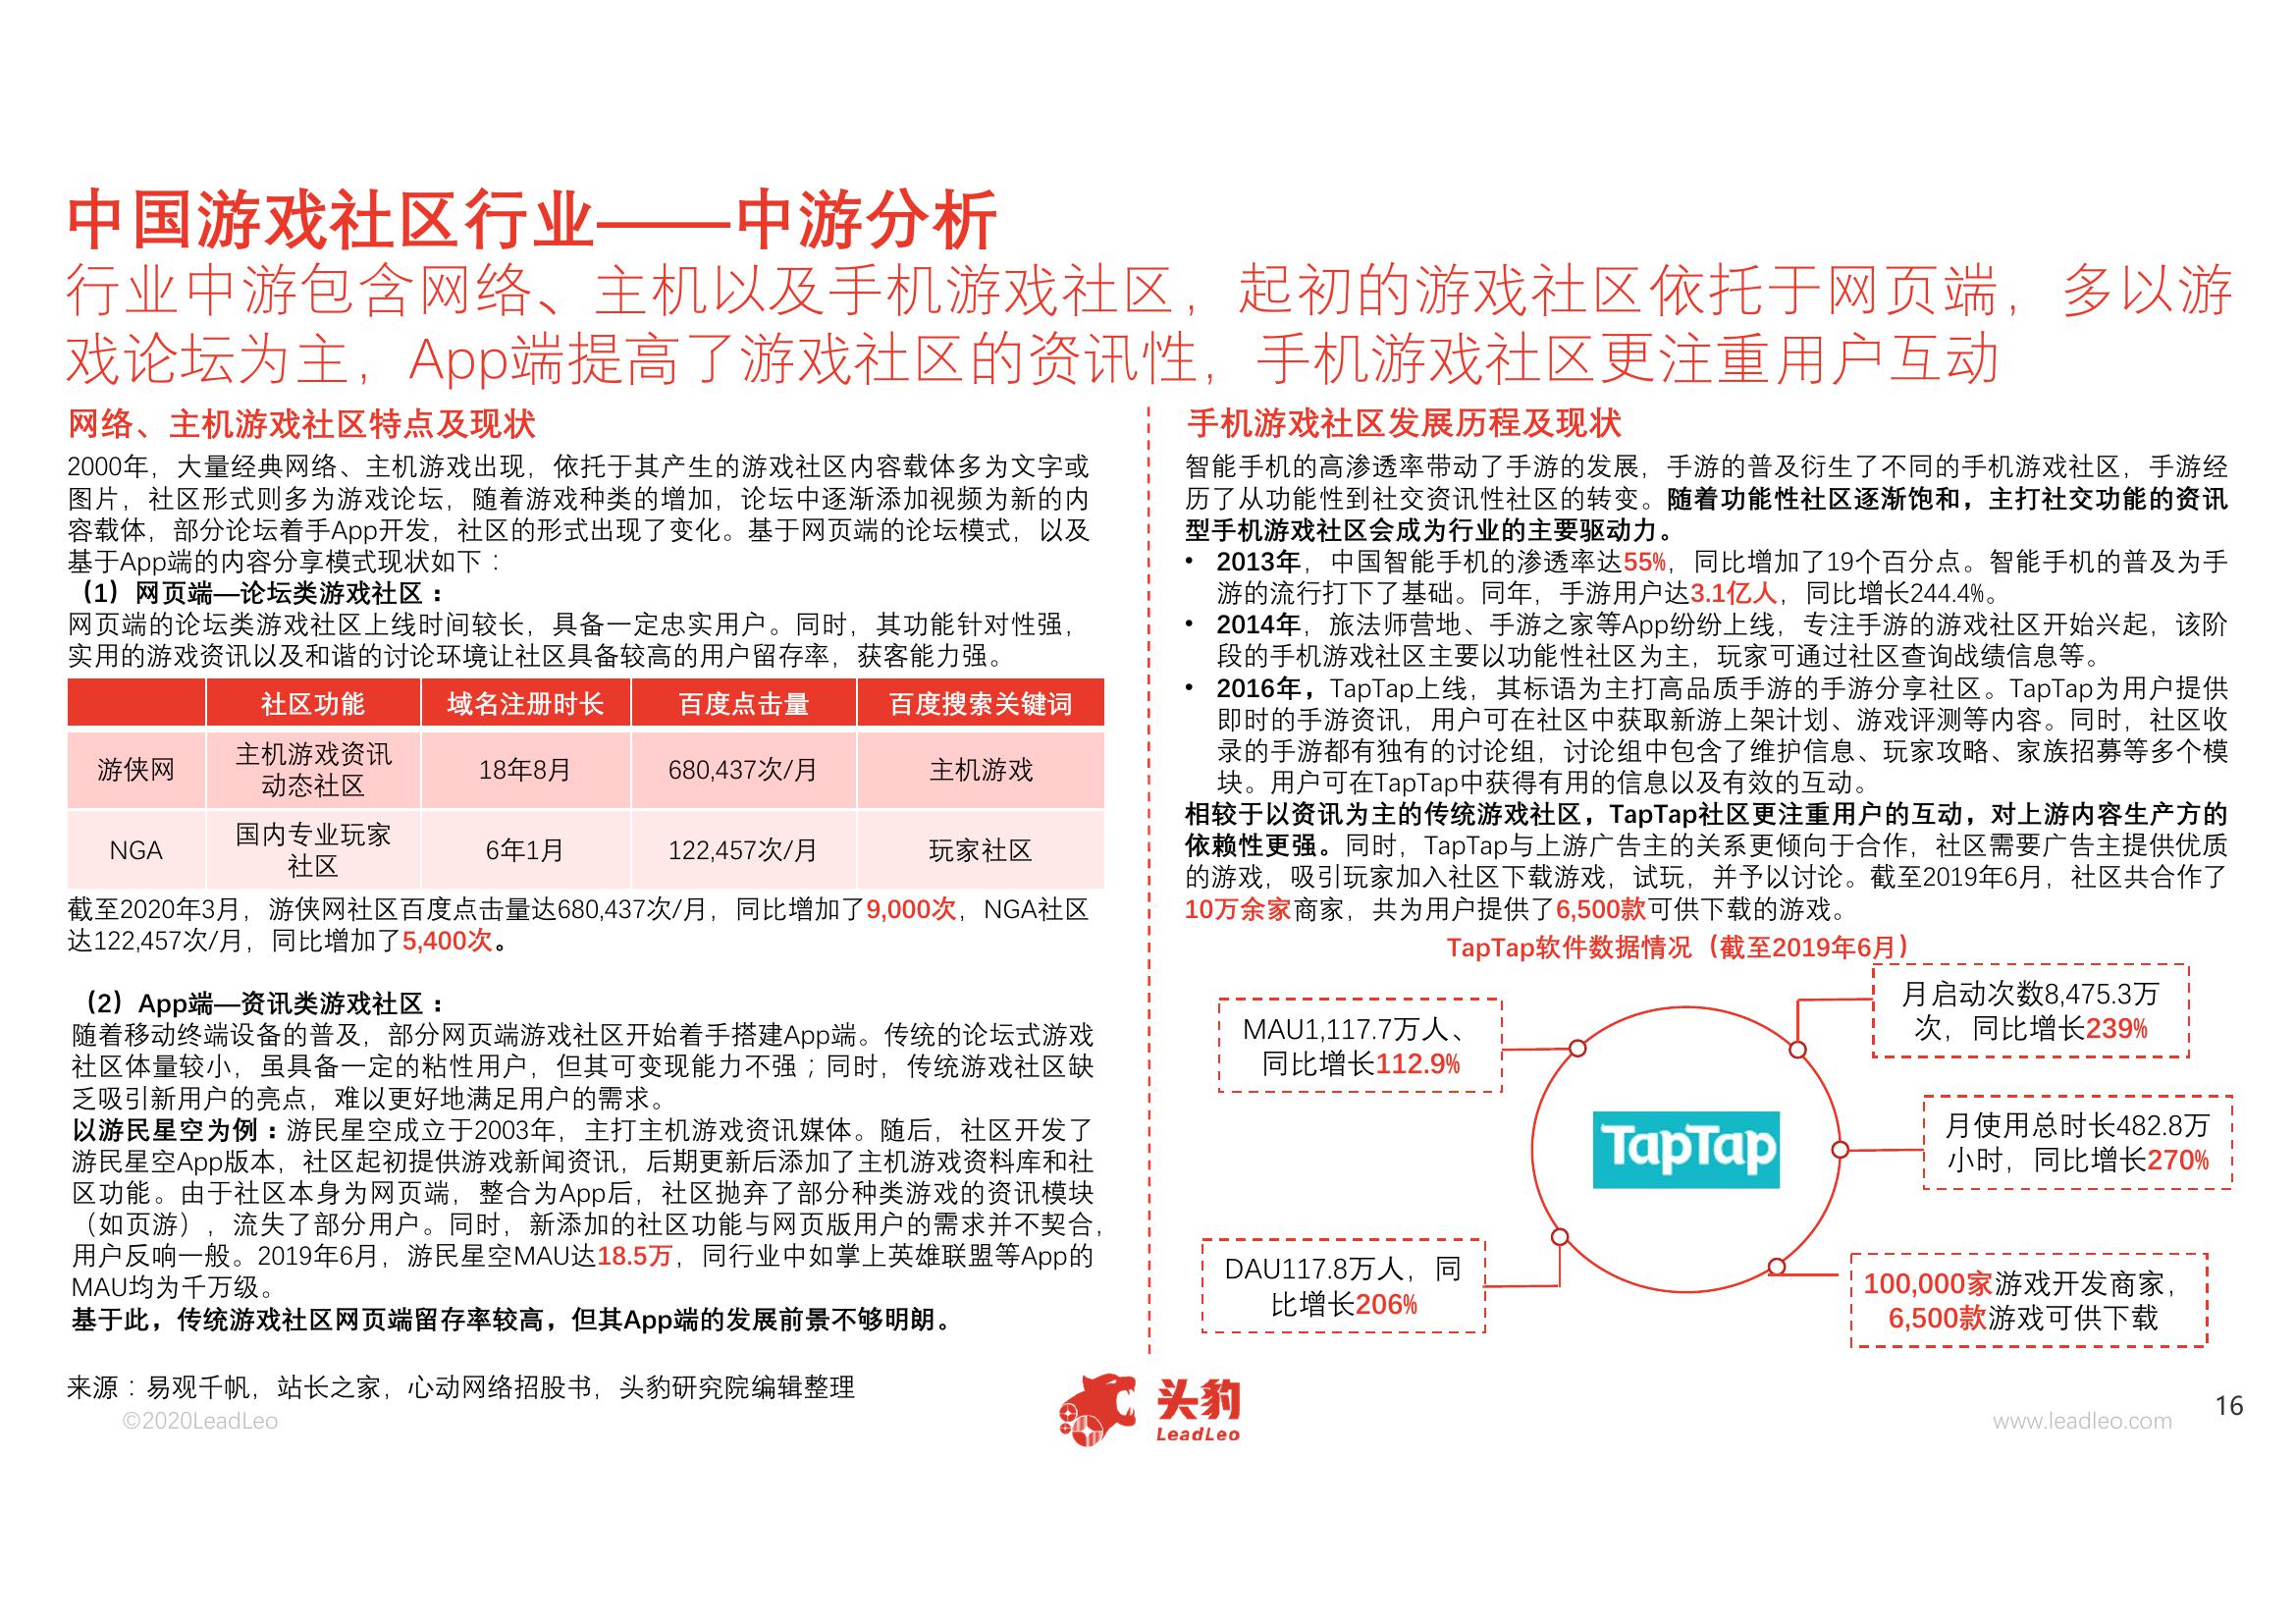 中国游戏社区行业——中游分析
行业中游包含网络、主机以及手机游戏社区，起初的游戏社区依托于网页端，多以游
戏论坛为主，App端提高了游戏社区的资讯性，手机游戏社区更注重用户互动
网络、主机游戏社区特点及现状
2000年，大量经典网络、主机游戏出现，依托于其产生的游戏社区内容载体多为文字或
图片，社区形式则多为游戏论坛，随着游戏种类的增加，论坛中逐渐添加视频为新的内
容载体，部分论坛着手App开发，社区的形式出现了变化。基于网页端的论坛模式，以及
基于App端的内容分享模式现状如下：
（1）网页端—论坛类游戏社区：
网页端的论坛类游戏社区上线时间较长，具备一定忠实用户。同时，其功能针对性强，
实用的游戏资讯以及和谐的讨论环境让社区具备较高的用户留存率，获客能力强。
社区功能 域名注册时长 百度点击量 百度搜索关键词
游侠网 主机游戏资讯 18年8月 680,437次/月 主机游戏
动态社区
NGA 国内专业玩家 6年1月 122,457次/月 玩家社区
社区
截至2020年3月，游侠网社区百度点击量达680,437次/月，同比增加了9,000次，NGA社区
达122,457次/月，同比增加了5,400次。
（2）App端—资讯类游戏社区：
随着移动终端设备的普及，部分网页端游戏社区开始着手搭建App端。传统的论坛式游戏
社区体量较小，虽具备一定的粘性用户，但其可变现能力不强；同时，传统游戏社区缺
乏吸引新用户的亮点，难以更好地满足用户的需求。
以游民星空为例：游民星空成立于2003年，主打主机游戏资讯媒体。随后，社区开发了
游民星空App版本，社区起初提供游戏新闻资讯，后期更新后添加了主机游戏资料库和社
区功能。由于社区本身为网页端，整合为App后，社区抛弃了部分种类游戏的资讯模块
（如页游），流失了部分用户。同时，新添加的社区功能与网页版用户的需求并不契合，
用户反响一般。2019年6月，游民星空MAU达18.5万，同行业中如掌上英雄联盟等App的
MAU均为千万级。
基于此，传统游戏社区网页端留存率较高，但其App端的发展前景不够明朗。
手机游戏社区发展历程及现状
智能手机的高渗透率带动了手游的发展，手游的普及衍生了不同的手机游戏社区，手游经
历了从功能性到社交资讯性社区的转变。随着功能性社区逐渐饱和，主打社交功能的资讯
型手机游戏社区会成为行业的主要驱动力。
• 2013年，中国智能手机的渗透率达55%，同比增加了19个百分点。智能手机的普及为手
游的流行打下了基础。同年，手游用户达3.1亿人，同比增长244.4%。
• 2014年，旅法师营地、手游之家等App纷纷上线，专注手游的游戏社区开始兴起，该阶
段的手机游戏社区主要以功能性社区为主，玩家可通过社区查询战绩信息等。
• 2016年，TapTap上线，其标语为主打高品质手游的手游分享社区。TapTap为用户提供
即时的手游资讯，用户可在社区中获取新游上架计划、游戏评测等内容。同时，社区收
录的手游都有独有的讨论组，讨论组中包含了维护信息、玩家攻略、家族招募等多个模
块。用户可在TapTap中获得有用的信息以及有效的互动。
相较于以资讯为主的传统游戏社区，TapTap社区更注重用户的互动，对上游内容生产方的
依赖性更强。同时，TapTap与上游广告主的关系更倾向于合作，社区需要广告主提供优质
的游戏，吸引玩家加入社区下载游戏，试玩，并予以讨论。截至2019年6月，社区共合作了
10万余家商家，共为用户提供了6,500款可供下载的游戏。
TapTap软件数据情况（截至2019年6月）
MAU1,117.7万人、
同比增长112.9%
月启动次数8,475.3万
次，同比增长239%
TapTap
月使用总时长482.8万
小时，同比增长270%
DAU117.8万人，同
比增长206%
100,000家游戏开发商家，
6,500款游戏可供下载
来源：易观千帆，站长之家，心动网络招股书，头豹研究院编辑整理
©2020LeadLeo
头豹
LeadLeo
www.leadleo.com
16